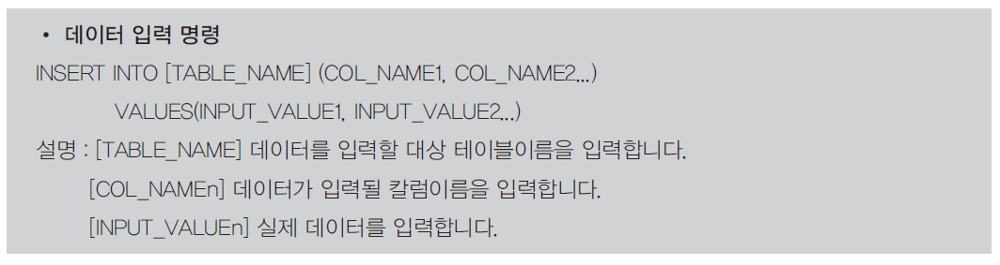 • 데이터 입력 명령
INSERT INTO [TABLE_NAME] (COL_NAME1, COL_NAME2...)
VALUES(INPUT_VALUE1, INPUT_VALUE2...)
설명 : [TABLE_NAME] 데이터를 입력할 대상 테이블이름을 입력합니다.
[COL_NAMEn] 데이터가 입력될 칼럼이름을 입력합니다.
[INPUT_VALUEn] 실제 데이터를 입력합니다.